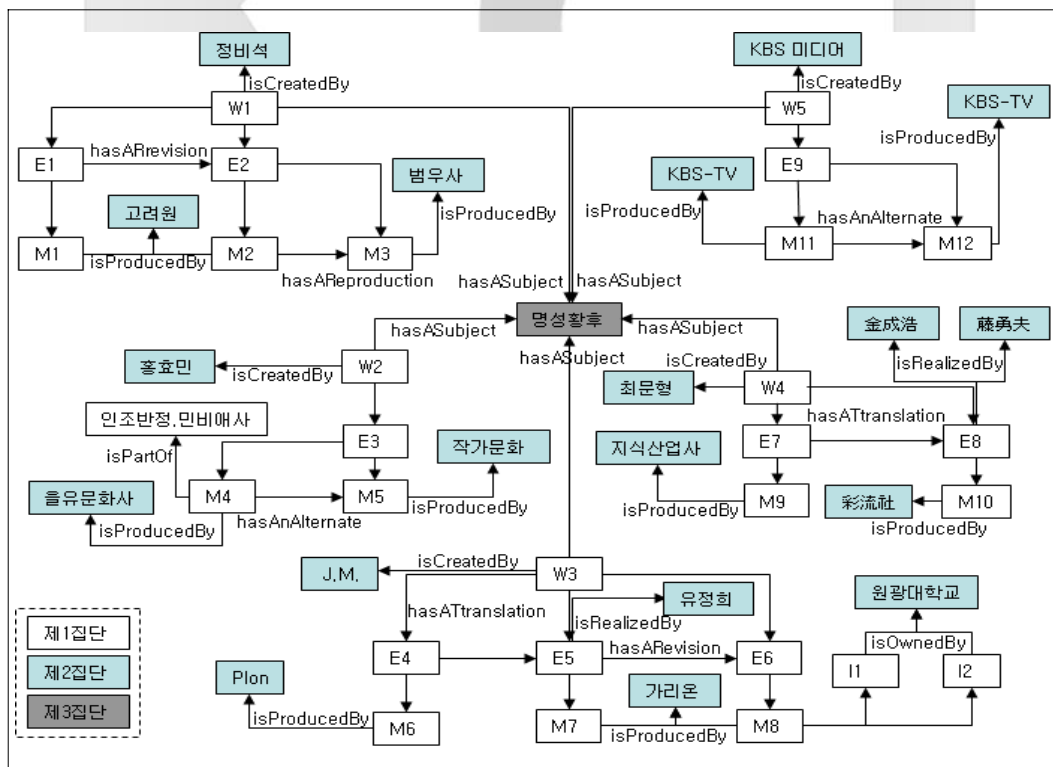 정비석
KBS 미디어
isCreatedBy
isCreatedBy
KBS-TV
W1
W5
isProducedBy
hasARrevision
E1
E2
E9
범우사
KBS-TV
고려원
isProducedBy
isProducedBy
hasAnAlternate
M1
M2
M3
M11
M12
isProducedBy
hasAReproduction
hasASubject
hasASubject
명성황후
金成浩
藤勇夫
hasASubject
hasASubject
hasASubject
isRealizedBy
홍효민
isCreatedBy
W2
isCreatedBy
최문형
W4
인조반정.민비애사
hasATtranslation
E3
작가문화
지식산업사
E7
E8
isPartOf
을유문화사
M4
M5
M9
彩流社
M10
isProducedBy
hasAnAlternate
isProducedBy
isProducedBy
isProducedBy
isCreatedBy
J.M.
W3
hasATtranslation
유정희
원광대학교
isRealizedBy
제1집단
E4
E5
hasARevision
E6
isOwnedBy
제2집단
Plon
가리온
I1
I2
제3집단
isProducedBy
M6
M7
isProducedBy
M8